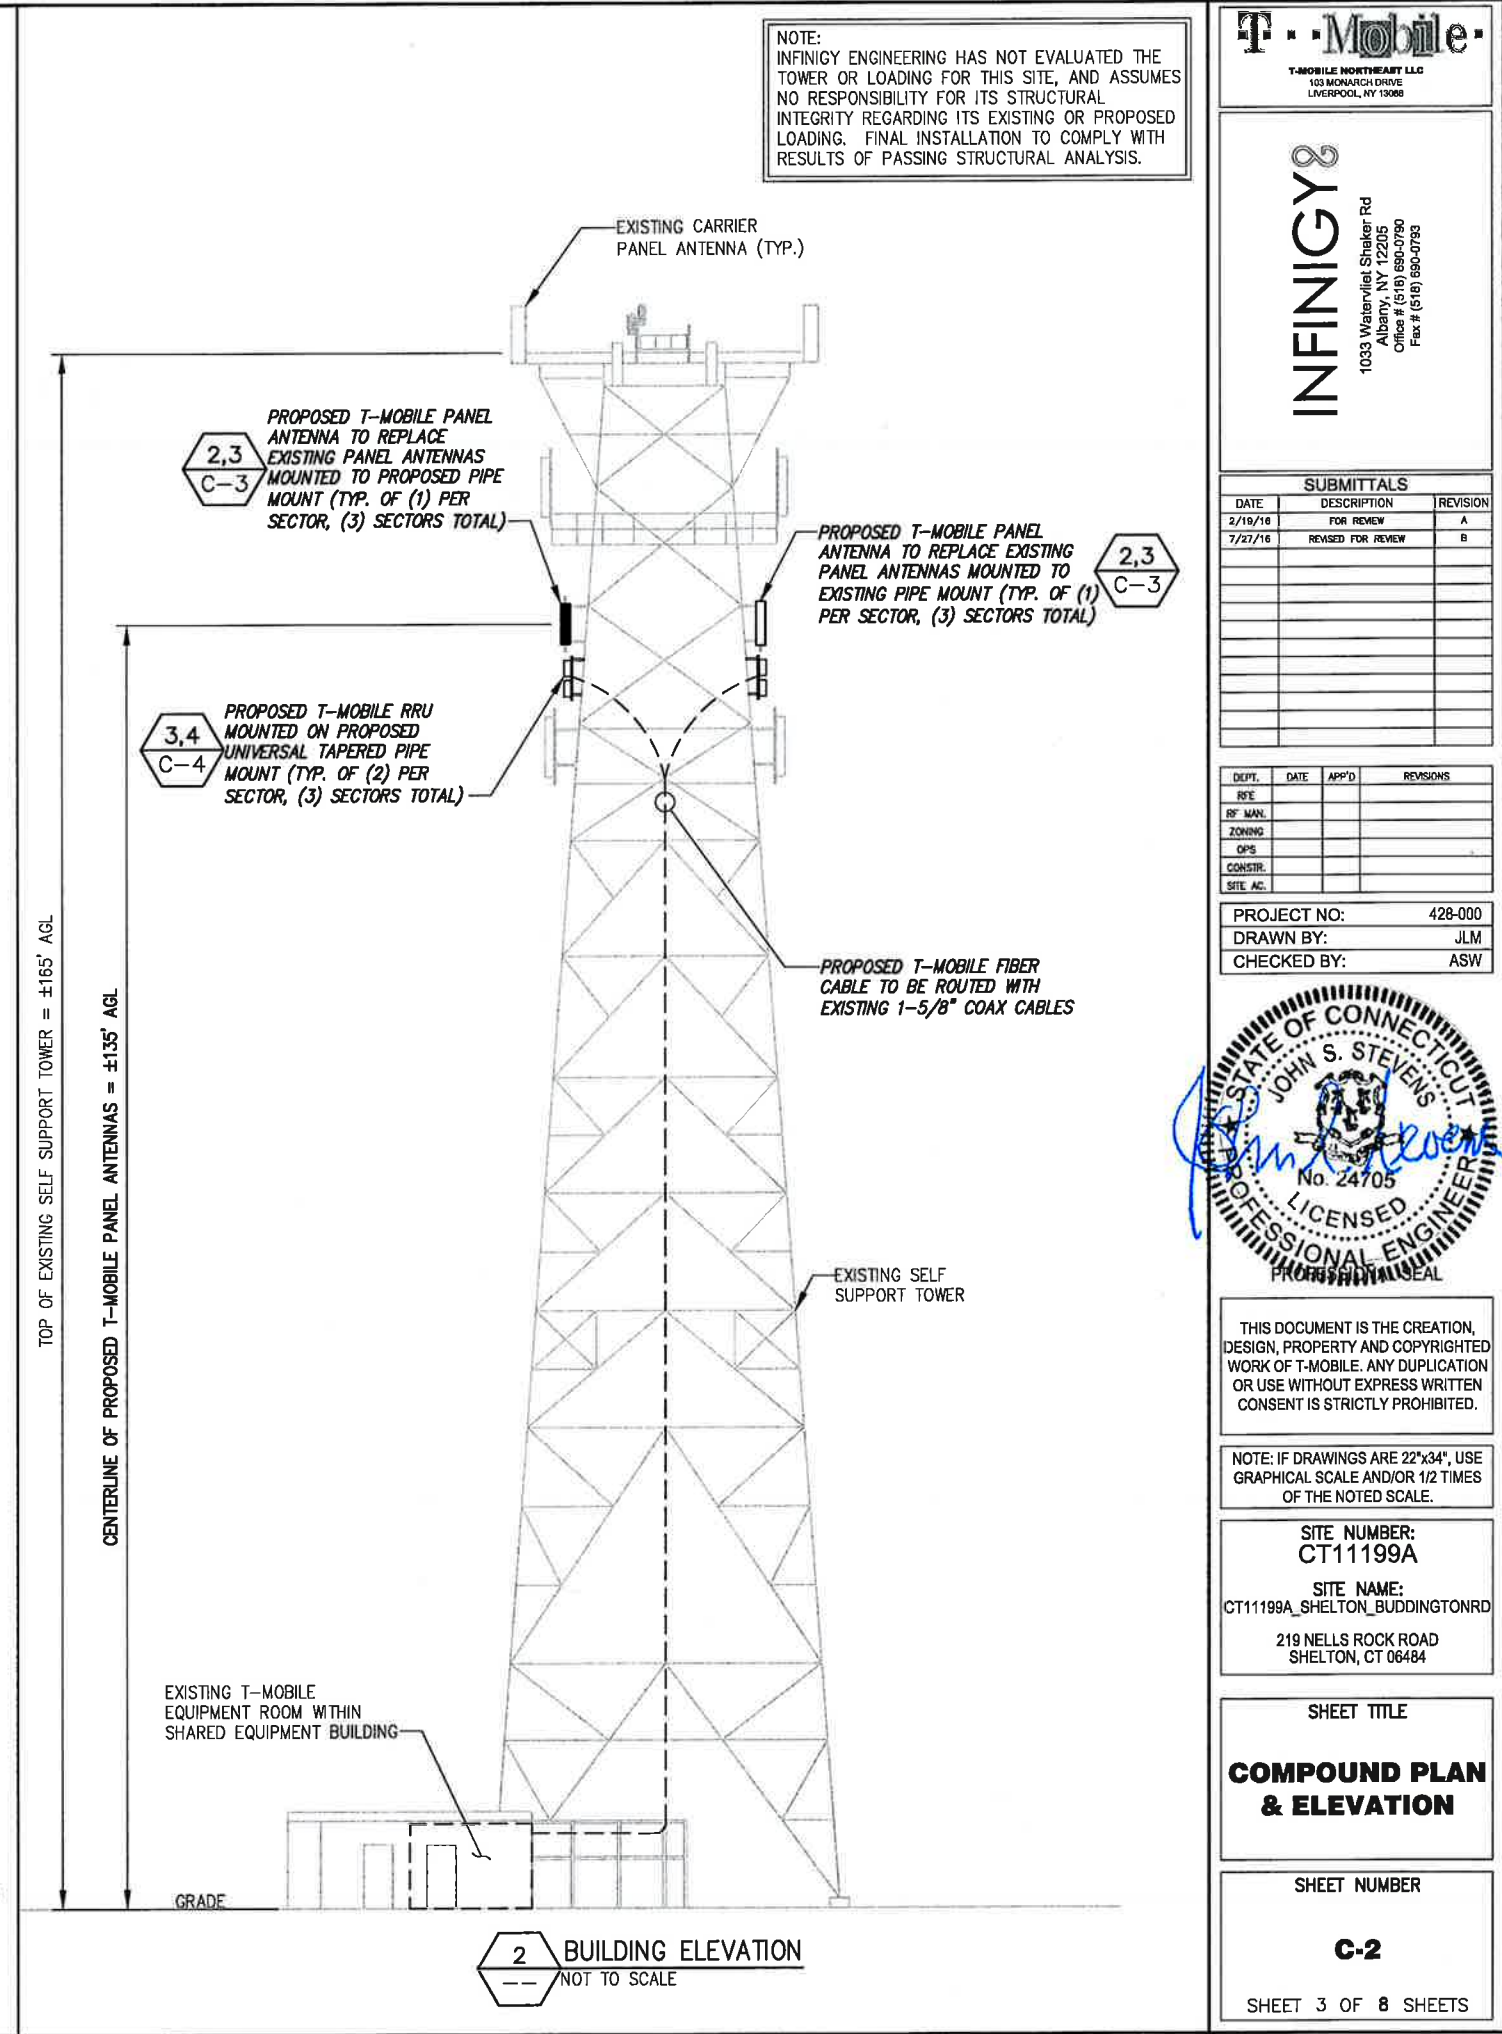 NOTE:
INFINIGY ENGINEERING HAS NOT EVALUATED THE
TOWER OR LOADING FOR THIS SITE, AND ASSUMES
NO RESPONSIBILITY FOR ITS STRUCTURAL
INTEGRITY REGARDING ITS EXISTING OR PROPOSED
LOADING. FINAL INSTALLATION TO COMPLY WITH
RESULTS OF PASSING STRUCTURAL ANALYSIS.
EXISTING CARRIER
PANEL ANTENNA (TYP.)
2,3
C-3
PROPOSED T-MOBILE PANEL
ANTENNA TO REPLACE
EXISTING PANEL ANTENNAS
MOUNTED TO PROPOSED PIPE
MOUNT (TYP. OF (1) PER
SECTOR, (3) SECTORS TOTAL)
PROPOSED T-MOBILE PANEL
ANTENNA TO REPLACE EXISTING
PANEL ANTENNAS MOUNTED TO
EXISTING PIPE MOUNT (TYP. OF (1)
PER SECTOR, (3) SECTORS TOTAL)
2,3
C-3
3,4
C-4
PROPOSED T-MOBILE RRU
MOUNTED ON PROPOSED
UNIVERSAL TAPERED PIPE
MOUNT (TYP. OF (2) PER
SECTOR, (3) SECTORS TOTAL)
PROPOSED T-MOBILE FIBER
CABLE TO BE ROUTED WITH
EXISTING 1-5/8" COAX CABLES
TOP OF EXISTING SELF SUPPORT TOWER = ±165' AGL
CENTERLINE OF PROPOSED T-MOBILE PANEL ANTENNAS = ±135' AGL
EXISTING SELF
SUPPORT TOWER
EXISTING T-MOBILE
EQUIPMENT ROOM WITHIN
SHARED EQUIPMENT BUILDING
GRADE
2
--
BUILDING ELEVATION
NOT TO SCALE
T··Mobile·
T-MOBILE NORTHEAST LLC
103 MONARCH DRIVE
LIVERPOOL, NY 13088
INFINIGY
1033 Watervliet Shaker Rd
Albany, NY 12205
Office # (518) 690-0790
Fax # (518) 690-0793
SUBMITTALS
DATE DESCRIPTION REVISION
2/19/16 FOR REVIEW A
7/27/16 REVISED FOR REVIEW B
DEPT. DATE APP'D REVISIONS
RFE
RF MAN.
ZONING
OPS
CONSTR.
SITE AC.
PROJECT NO: 428-000
DRAWN BY: JLM
CHECKED BY: ASW
STATE OF CONNECTICUT
JOHN S. STEVENS
No. 24705
LICENSED
PROFESSIONAL ENGINEER
PROFESSIONAL SEAL
THIS DOCUMENT IS THE CREATION,
DESIGN, PROPERTY AND COPYRIGHTED
WORK OF T-MOBILE. ANY DUPLICATION
OR USE WITHOUT EXPRESS WRITTEN
CONSENT IS STRICTLY PROHIBITED.
NOTE: IF DRAWINGS ARE 22"x34", USE
GRAPHICAL SCALE AND/OR 1/2 TIMES
OF THE NOTED SCALE.
SITE NUMBER:
CT11199A
SITE NAME:
CT11199A_SHELTON_BUDDINGTONRD
219 NELLS ROCK ROAD
SHELTON, CT 06484
SHEET TITLE
COMPOUND PLAN
& ELEVATION
SHEET NUMBER
C-2
SHEET 3 OF 8 SHEETS